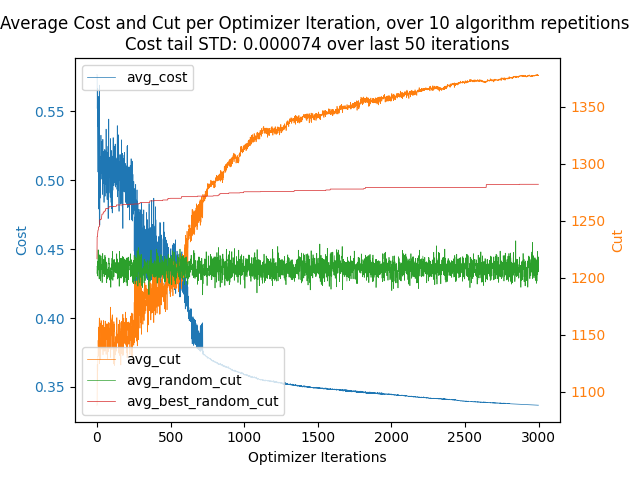 Average Cost and Cut per Optimizer Iteration, over 10 algorithm repetitions
Cost tail STD: 0.000074 over last 50 iterations
avg_cost
0.55
0.50
0.45
0.40
0.35
Cost
1350
1300
1250
1200
1150
1100
Cut
avg_cut
avg_random_cut
avg_best_random_cut
0
500
1000
1500
2000
2500
3000
Optimizer Iterations